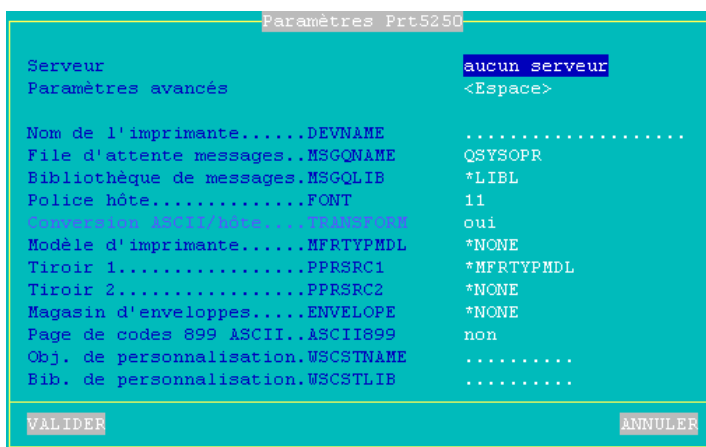 Paramètres Prt5250
Serveur aucun serveur
Paramètres avancés <Espace>
Nom de l'imprimante......DEVNAME ....................
File d'attente messages..MSGQNAME QSYSOPR
Bibliothèque de messages.MSGQLIB *LIBL
Police hôte..............FONT 11
Conversion ASCII/hôte....TRANSFORM oui
Modèle d'imprimante......MFRTYPMDL *NONE
Tiroir 1.................PPRSRC1 *MFRTYPMDL
Tiroir 2.................PPRSRC2 *NONE
Magasin d'enveloppes.....ENVELOPE *NONE
Page de codes 899 ASCII..ASCII899 non
Obj. de personnalisation.WSCSTNAME ..........
Bib. de personnalisation.WSCSTLIB ..........
VALIDER ANNULER